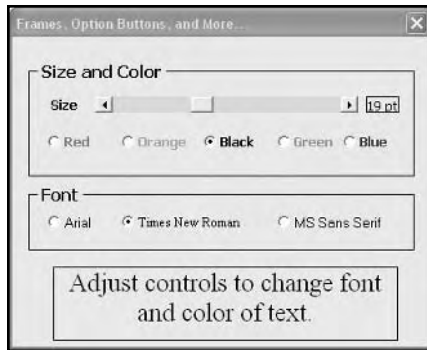 Frames, Option Buttons, and More...
Size and Color
Size 19 pt
Red Orange Black Green Blue
Font
Arial Times New Roman MS Sans Serif
Adjust controls to change font
and color of text.